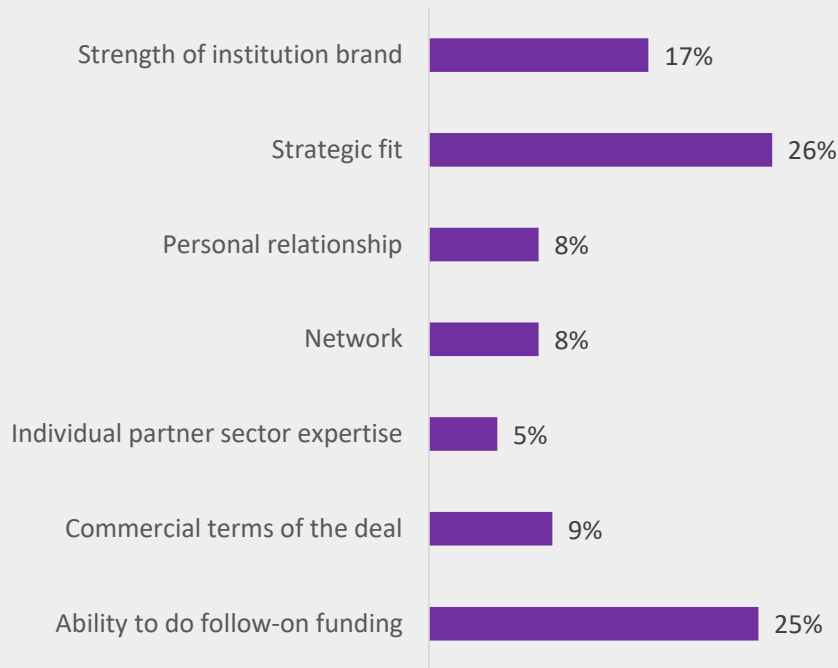 Strength of institution brand 17%
Strategic fit 26%
Personal relationship 8%
Network 8%
Individual partner sector expertise 5%
Commercial terms of the deal 9%
Ability to do follow-on funding 25%